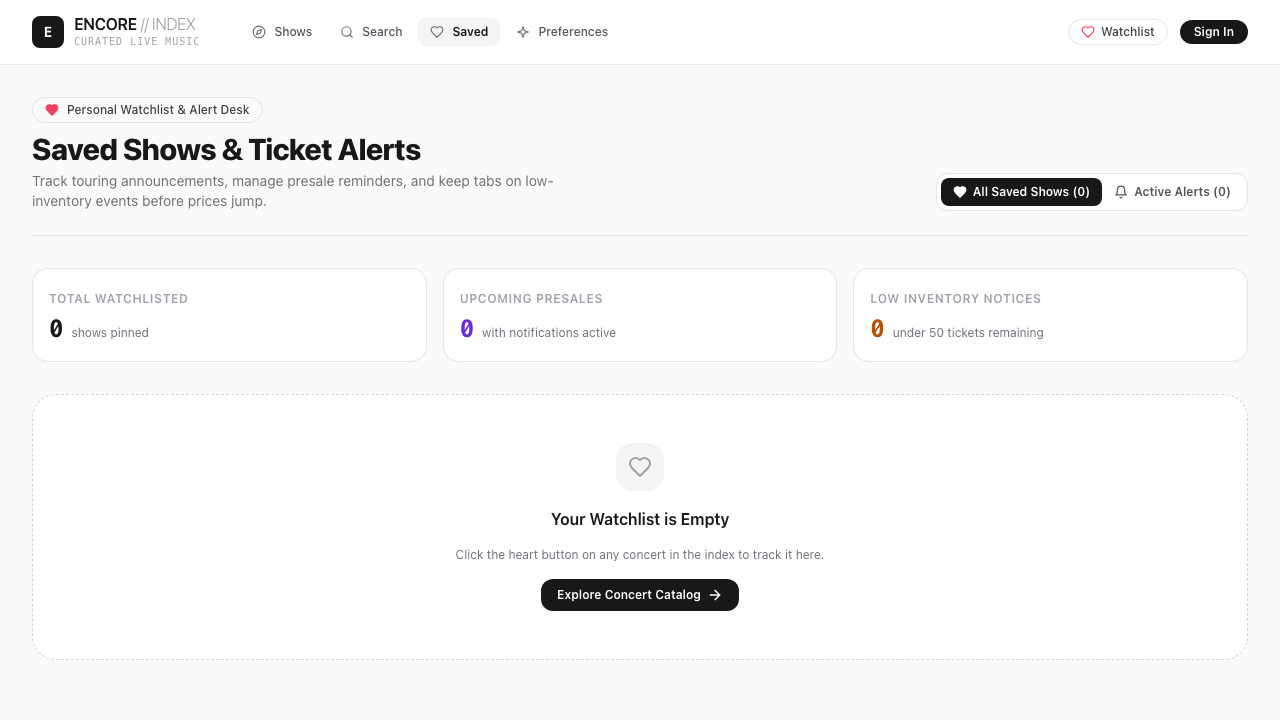 E
ENCORE // INDEX
CURATED LIVE MUSIC
Shows
Search
Saved
Preferences
Watchlist
Sign In
Personal Watchlist & Alert Desk
Saved Shows & Ticket Alerts
Track touring announcements, manage presale reminders, and keep tabs on low-
inventory events before prices jump.
All Saved Shows (0)
Active Alerts (0)
TOTAL WATCHLISTED
0 shows pinned
UPCOMING PRESALES
0 with notifications active
LOW INVENTORY NOTICES
0 under 50 tickets remaining
Your Watchlist is Empty
Click the heart button on any concert in the index to track it here.
Explore Concert Catalog